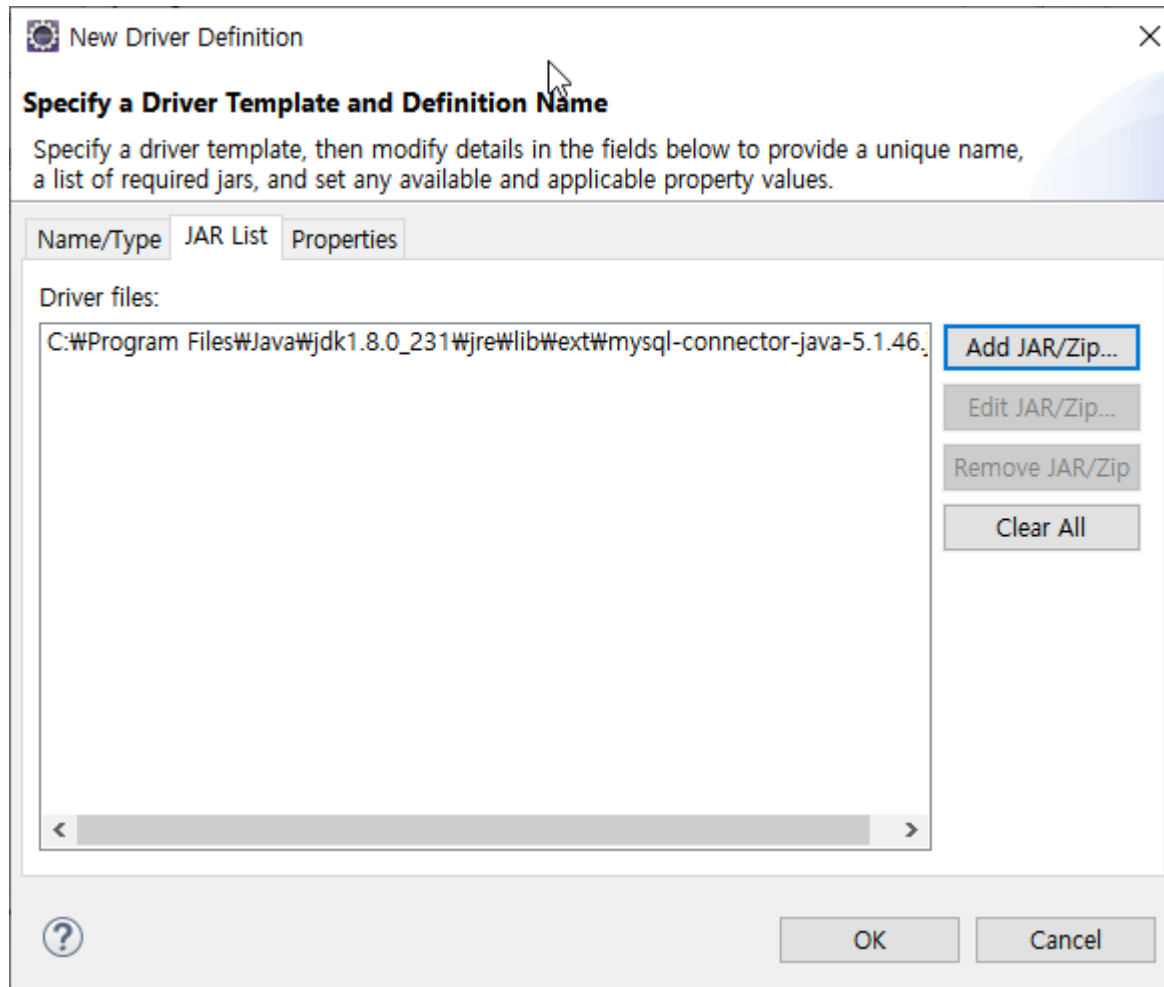 New Driver Definition
Specify a Driver Template and Definition Name
Specify a driver template, then modify details in the fields below to provide a unique name,
a list of required jars, and set any available and applicable property values.
Name/Type JAR List Properties
Driver files:
C:₩Program Files₩Java₩jdk1.8.0_231₩jre₩lib₩ext₩mysql-connector-java-5.1.46.
Add JAR/Zip...
Edit JAR/Zip...
Remove JAR/Zip
Clear All
OK Cancel